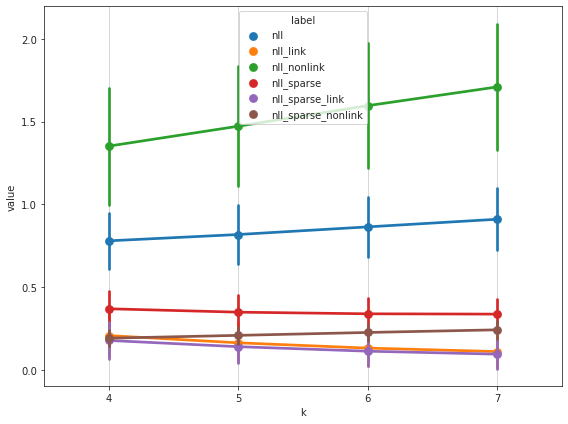 label
nll
nll_link
nll_nonlink
nll_sparse
nll_sparse_link
nll_sparse_nonlink
value
2.0
1.5
1.0
0.5
0.0
4 5 6 7
k